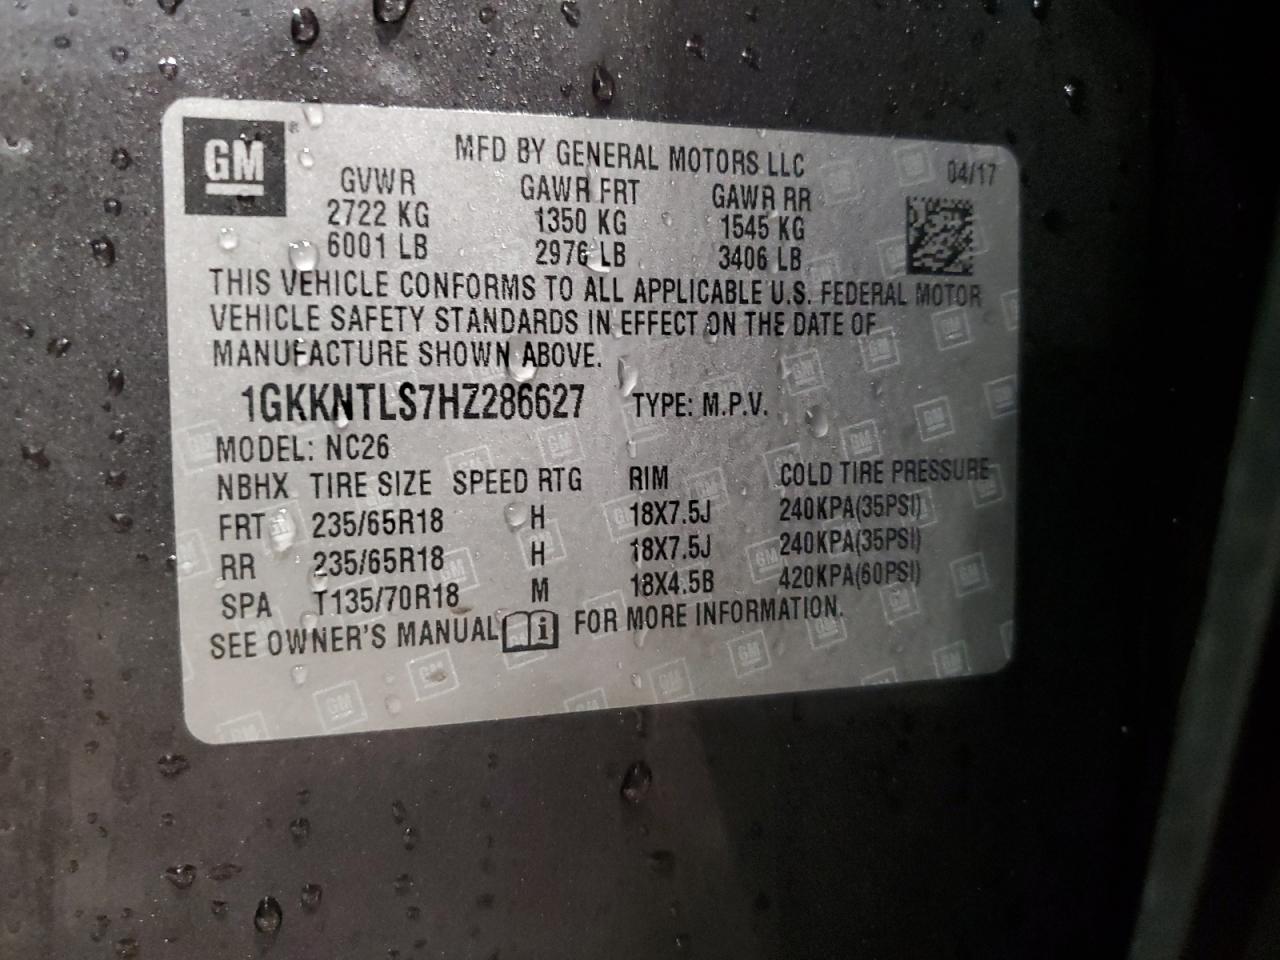 GM
MFD BY GENERAL MOTORS LLC 04/17
GVWR GAWR FRT GAWR RR
2722 KG 1350 KG 1545 KG
6001 LB 2976 LB 3406 LB
THIS VEHICLE CONFORMS TO ALL APPLICABLE U.S. FEDERAL MOTOR
VEHICLE SAFETY STANDARDS IN EFFECT ON THE DATE OF
MANUFACTURE SHOWN ABOVE.
1GKKNTLS7HZ286627 TYPE: M.P.V.
MODEL: NC26
NBHX TIRE SIZE SPEED RTG RIM COLD TIRE PRESSURE
FRT 235/65R18 H 18X7.5J 240KPA(35PSI)
RR 235/65R18 H 18X7.5J 240KPA(35PSI)
SPA T135/70R18 M 18X4.5B 420KPA(60PSI)
SEE OWNER'S MANUAL i FOR MORE INFORMATION.